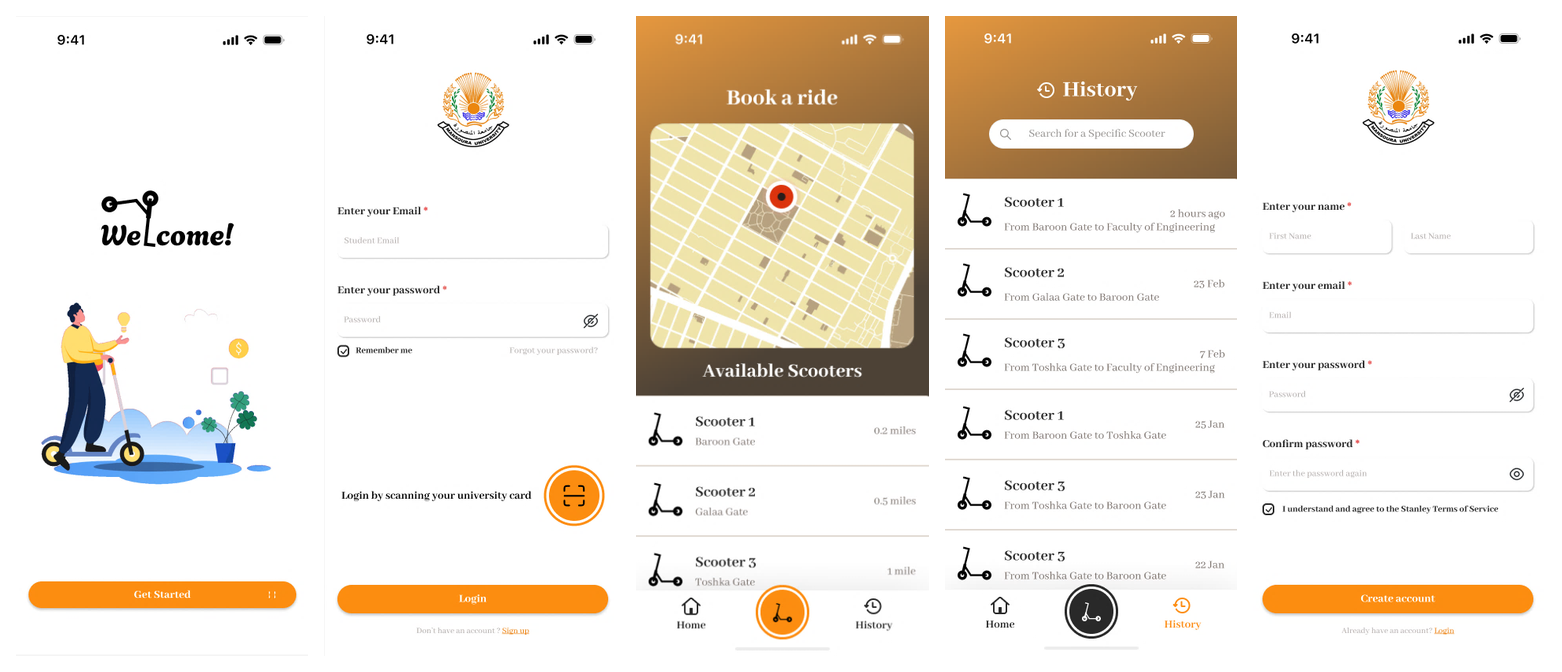 9:41
Welcome!
Get Started
9:41
جامعة المنصورة
MANSOURA UNIVERSITY
Enter your Email *
Student Email
Enter your password *
Password
Remember me
Forgot your password?
Login by scanning your university card
Login
Don't have an account ? Sign up
9:41
Book a ride
Available Scooters
Scooter 1
Baroon Gate
0.2 miles
Scooter 2
Galaa Gate
0.5 miles
Scooter 3
Toshka Gate
1 mile
Home
History
9:41
History
Search for a Specific Scooter
Scooter 1
2 hours ago
From Baroon Gate to Faculty of Engineering
Scooter 2
23 Feb
From Galaa Gate to Baroon Gate
Scooter 3
7 Feb
From Toshka Gate to Faculty of Engineering
Scooter 1
25 Jan
From Baroon Gate to Toshka Gate
Scooter 3
23 Jan
From Toshka Gate to Baroon Gate
Scooter 3
22 Jan
From Toshka Gate to Baroon Gate
Home
History
9:41
جامعة المنصورة
MANSOURA UNIVERSITY
Enter your name *
First Name
Last Name
Enter your email *
Email
Enter your password *
Password
Confirm password *
Enter the password again
I understand and agree to the Stanley Terms of Service
Create account
Already have an account? Login